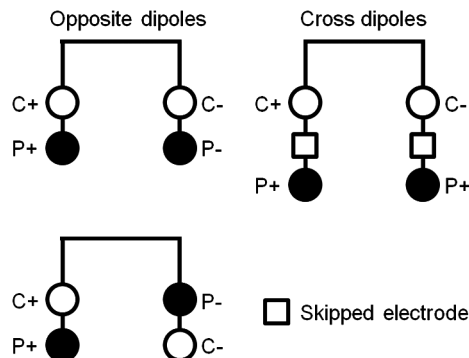 Opposite dipoles
Cross dipoles
C+ C- C+ C-
P+ P-
P+ P+
C+ P-
Skipped electrode
P+ C-